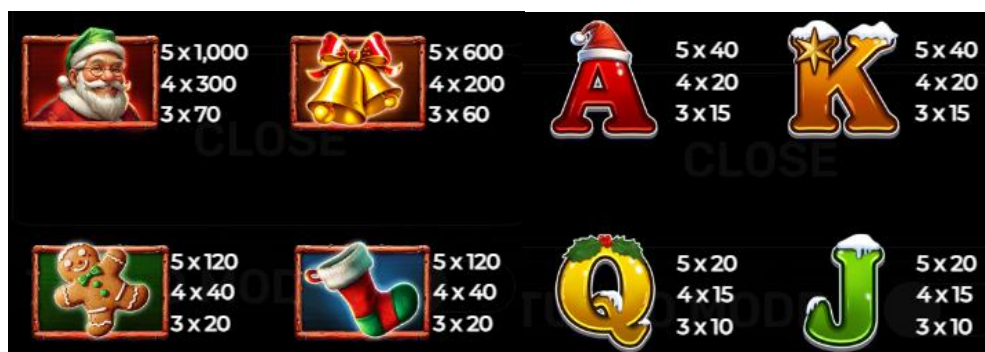 5 x 1,000
4 x 300
3 x 70
5 x 600
4 x 200
3 x 60
A
5 x 40
4 x 20
3 x 15
K
5 x 40
4 x 20
3 x 15
CLOSE
CLOSE
5 x 120
4 x 40
3 x 20
5 x 120
4 x 40
3 x 20
Q
5 x 20
4 x 15
3 x 10
J
5 x 20
4 x 15
3 x 10